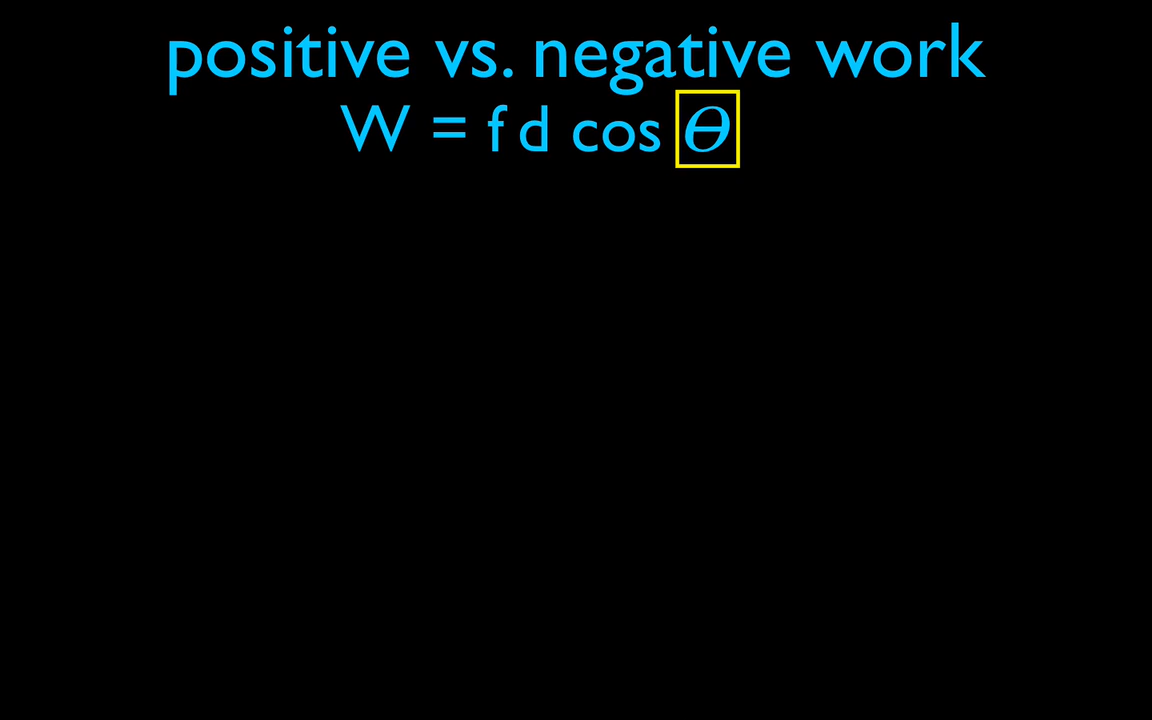 positive vs. negative work
W = f d cos θ